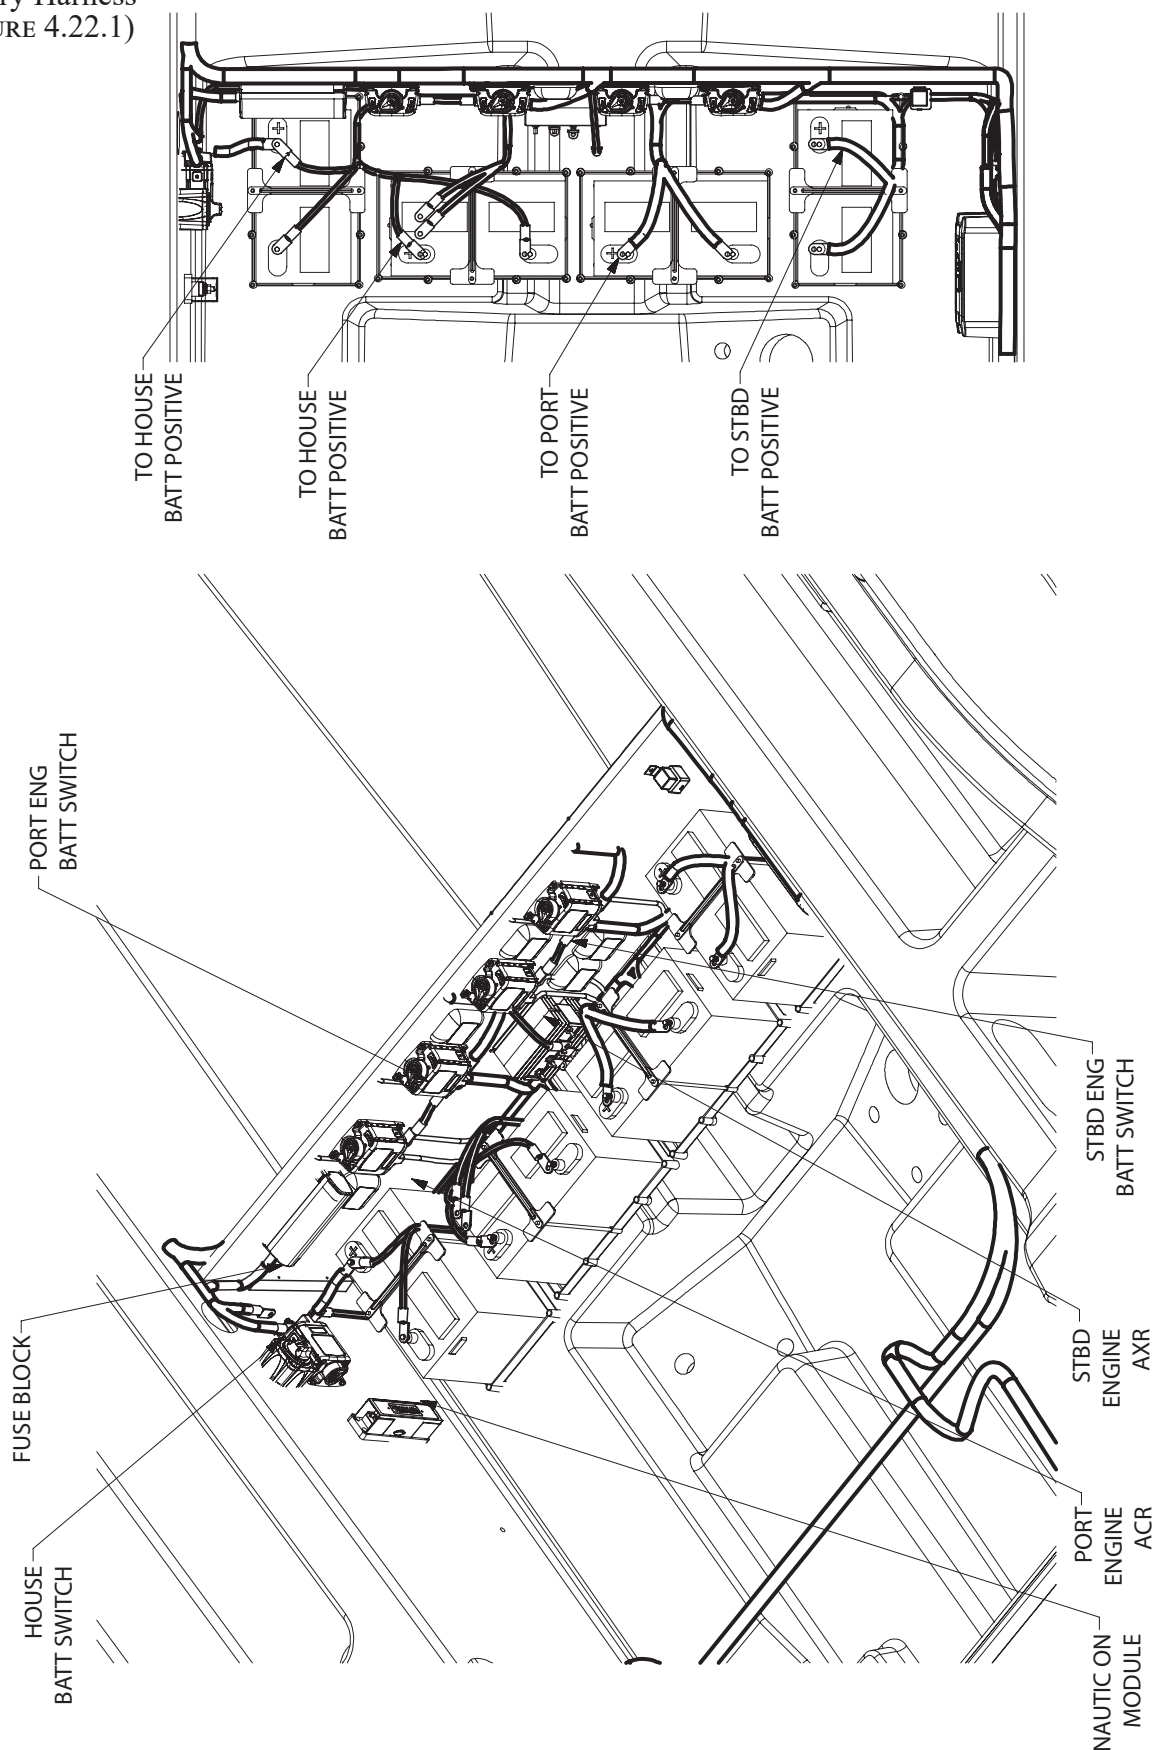 ry Harness
URE 4.22.1)
TO HOUSE
BATT POSITIVE
TO HOUSE
BATT POSITIVE
TO PORT
BATT POSITIVE
TO STBD
BATT POSITIVE
PORT ENG
BATT SWITCH
FUSE BLOCK
HOUSE
BATT SWITCH
STBD ENG
BATT SWITCH
STBD
ENGINE
AXR
PORT
ENGINE
ACR
NAUTIC ON
MODULE